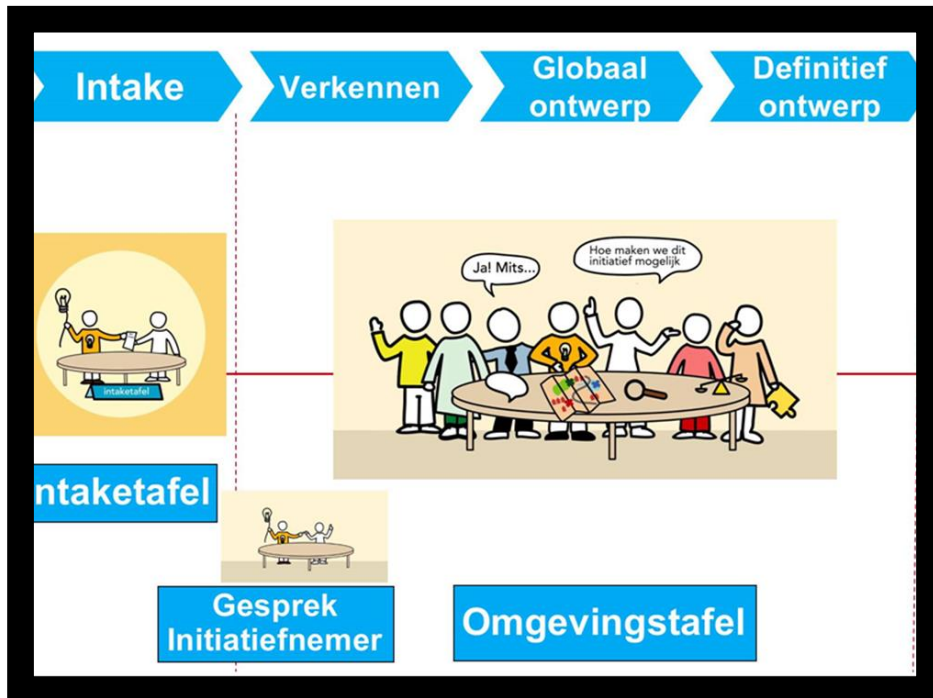 Intake
Verkennen
Globaal
ontwerp
Definitief
ontwerp
Ja! Mits...
Hoe maken we dit
initiatief mogelijk
intaketafel
ntaketafel
Gesprek
Initiatiefnemer
Omgevingstafel